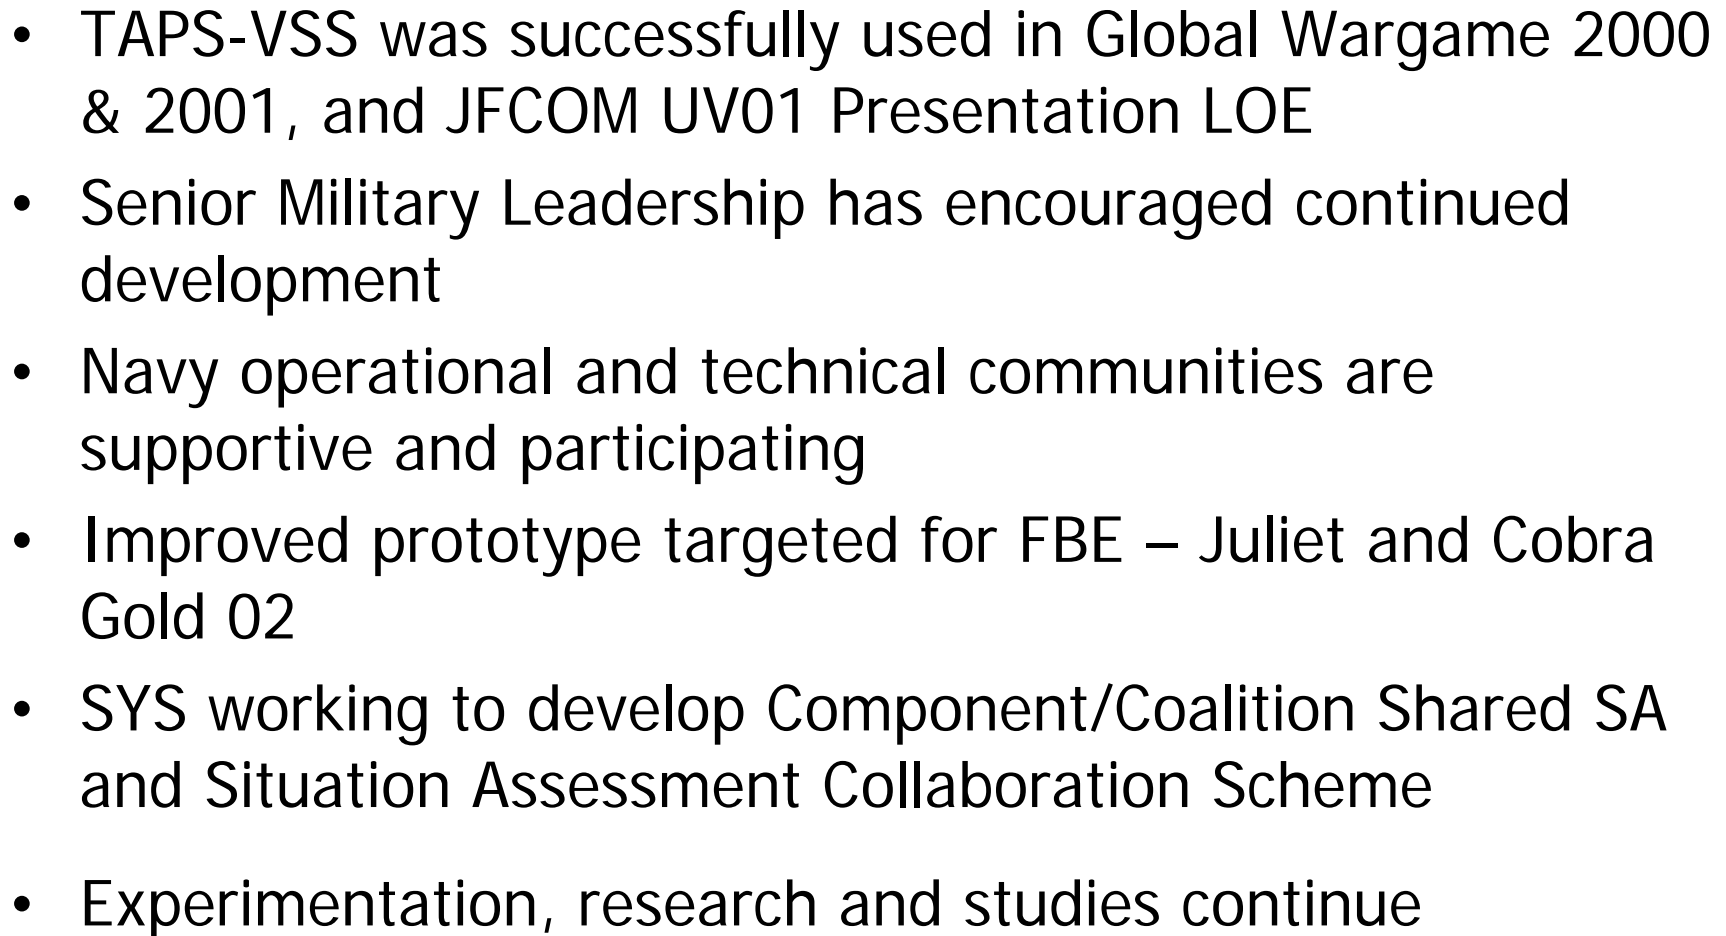 • TAPS-VSS was successfully used in Global Wargame 2000
& 2001, and JFCOM UV01 Presentation LOE
• Senior Military Leadership has encouraged continued
development
• Navy operational and technical communities are
supportive and participating
• Improved prototype targeted for FBE – Juliet and Cobra
Gold 02
• SYS working to develop Component/Coalition Shared SA
and Situation Assessment Collaboration Scheme
• Experimentation, research and studies continue